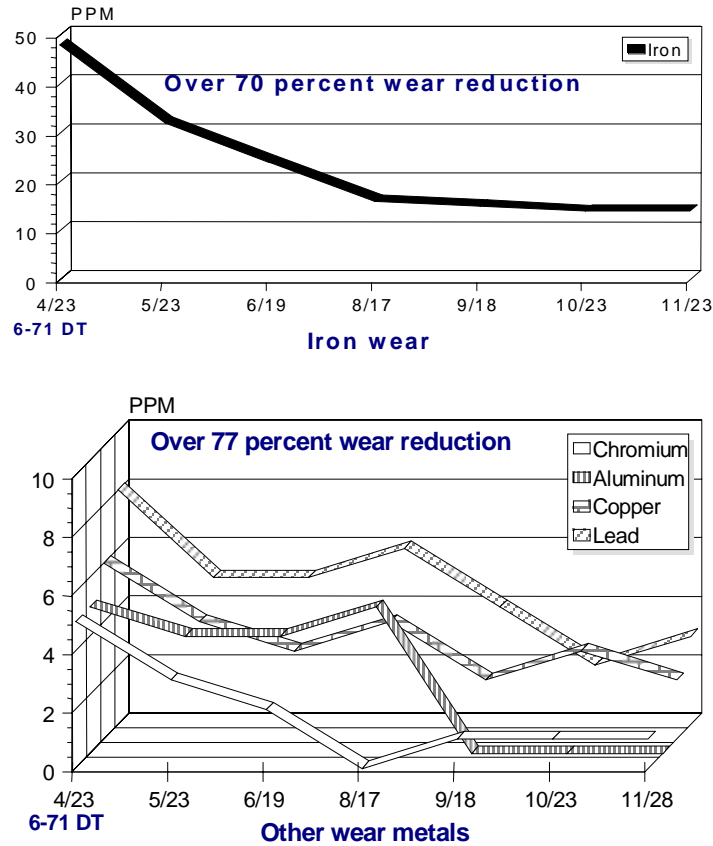 PPM
50
Iron
40
Over 70 percent wear reduction
30
20
10
0
4/23 5/23 6/19 8/17 9/18 10/23 11/23
6-71 DT
Iron wear
PPM
Over 77 percent wear reduction
Chromium
Aluminum
Copper
Lead
10
8
6
4
2
0
4/23 5/23 6/19 8/17 9/18 10/23 11/28
6-71 DT
Other wear metals